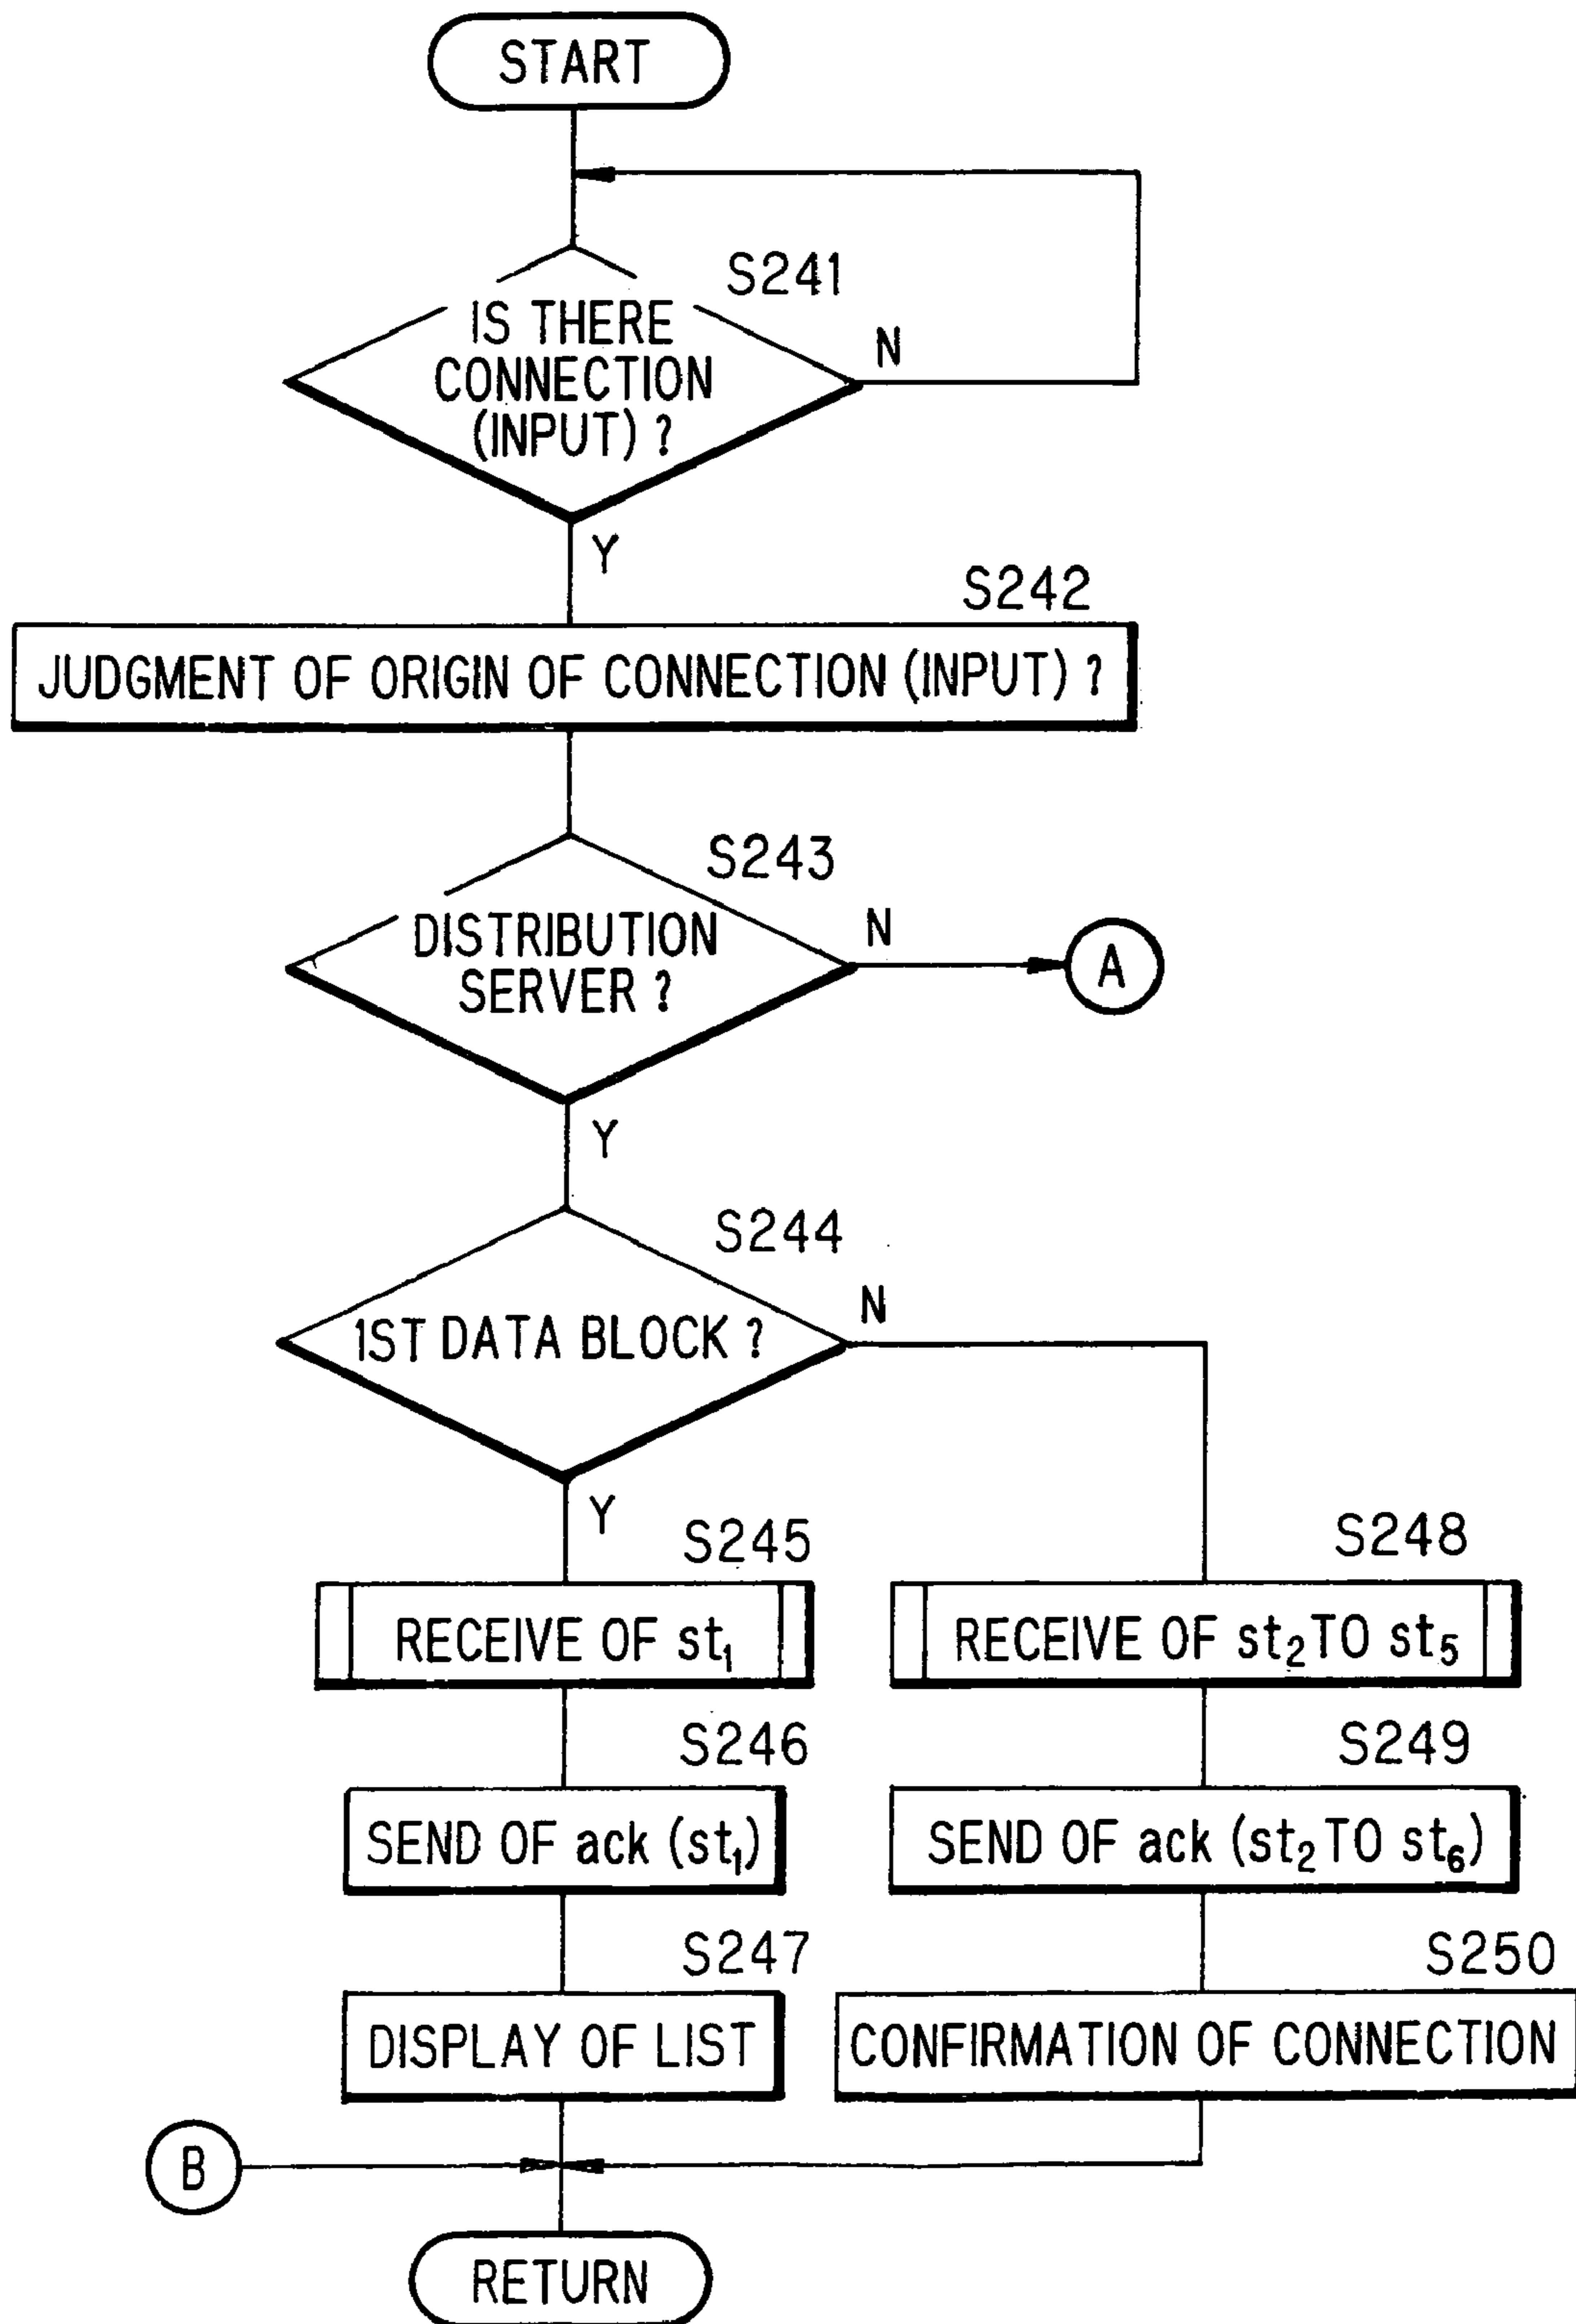 START
S241
IS THERE
CONNECTION
(INPUT) ?
N
Y
S242
JUDGMENT OF ORIGIN OF CONNECTION (INPUT) ?
S243
DISTRIBUTION
SERVER ?
N
A
Y
S244
1ST DATA BLOCK ?
N
Y
S245
RECEIVE OF st₁
S248
RECEIVE OF st₂ TO st₅
S246
SEND OF ack (st₁)
S249
SEND OF ack (st₂ TO st₆)
S247
DISPLAY OF LIST
S250
CONFIRMATION OF CONNECTION
B
RETURN